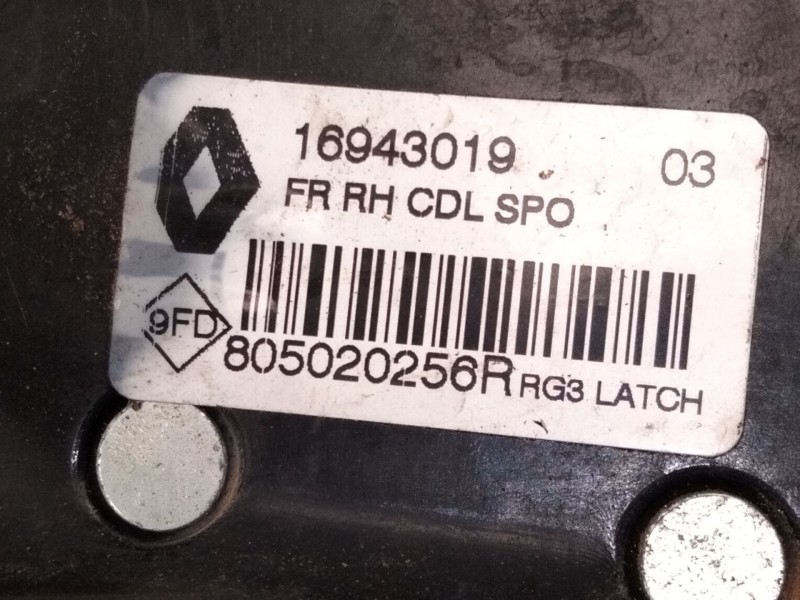 16943019 03
FR RH CDL SPO
9FD
805020256R RG3 LATCH